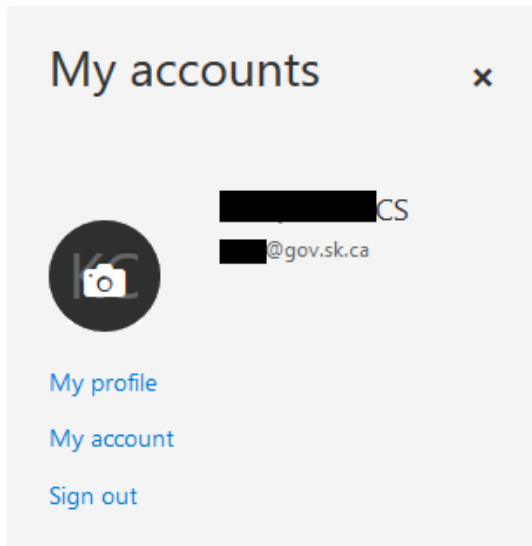 My accounts ×
CS
@gov.sk.ca
KC
My profile
My account
Sign out